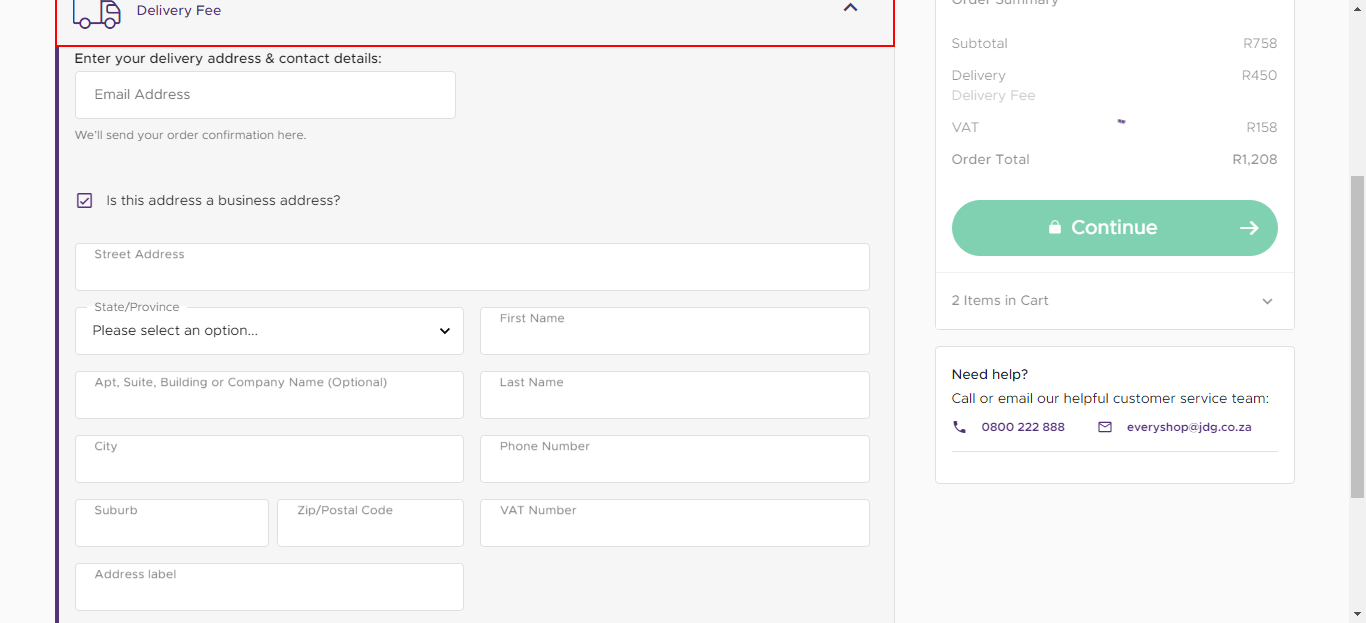 Delivery Fee
Enter your delivery address & contact details:
Email Address
We'll send your order confirmation here.
Is this address a business address?
Street Address
State/Province
Please select an option...
First Name
Apt, Suite, Building or Company Name (Optional)
Last Name
City
Phone Number
Suburb
Zip/Postal Code
VAT Number
Address label
Order Summary
Subtotal R758
Delivery R450
Delivery Fee
VAT R158
Order Total R1,208
Continue
2 Items in Cart
Need help?
Call or email our helpful customer service team:
0800 222 888 everyshop@jdg.co.za